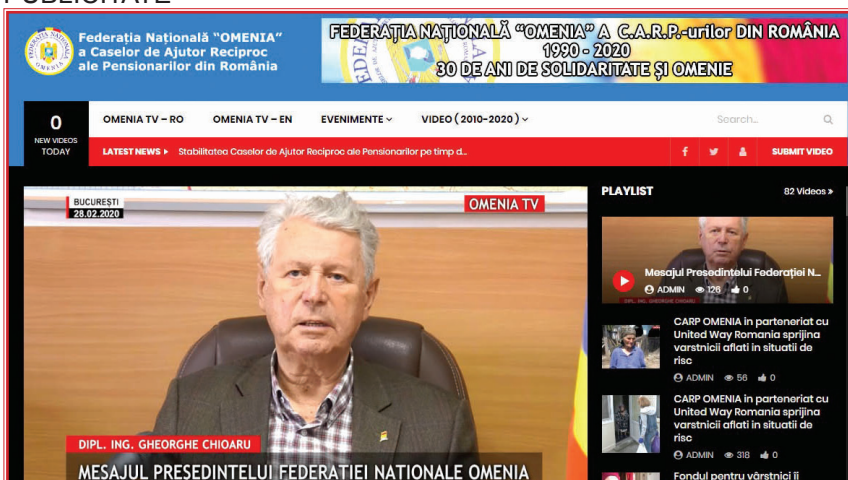 PUBLICITATE
Federația Națională "OMENIA"
a Caselor de Ajutor Reciproc
ale Pensionarilor din România
FEDERAȚIA NAȚIONALĂ "OMENIA" A C.A.R.P.-urilor DIN ROMÂNIA
1990 - 2020
30 DE ANI DE SOLIDARITATE ȘI OMENIE
0
NEW VIDEOS
TODAY
OMENIA TV – RO
OMENIA TV – EN
EVENIMENTE
VIDEO ( 2010-2020 )
Search...
LATEST NEWS
Stabilitatea Caselor de Ajutor Reciproc ale Pensionarilor pe timp d...
SUBMIT VIDEO
BUCUREȘTI
28.02.2020
OMENIA TV
DIPL. ING. GHEORGHE CHIOARU
MESAJUL PREȘEDINTELUI FEDERAȚIEI NAȚIONALE OMENIA
PLAYLIST
82 Videos »
Mesajul Presedintelui Federației N...
ADMIN 126 0
CARP OMENIA in parteneriat cu
United Way Romania sprijina
varstnicii aflati in situatii de
risc
ADMIN 56 0
CARP OMENIA in parteneriat cu
United Way Romania sprijina
varstnicii aflati in situatii de
risc
ADMIN 318 0
Fondul pentru vârstnici îi